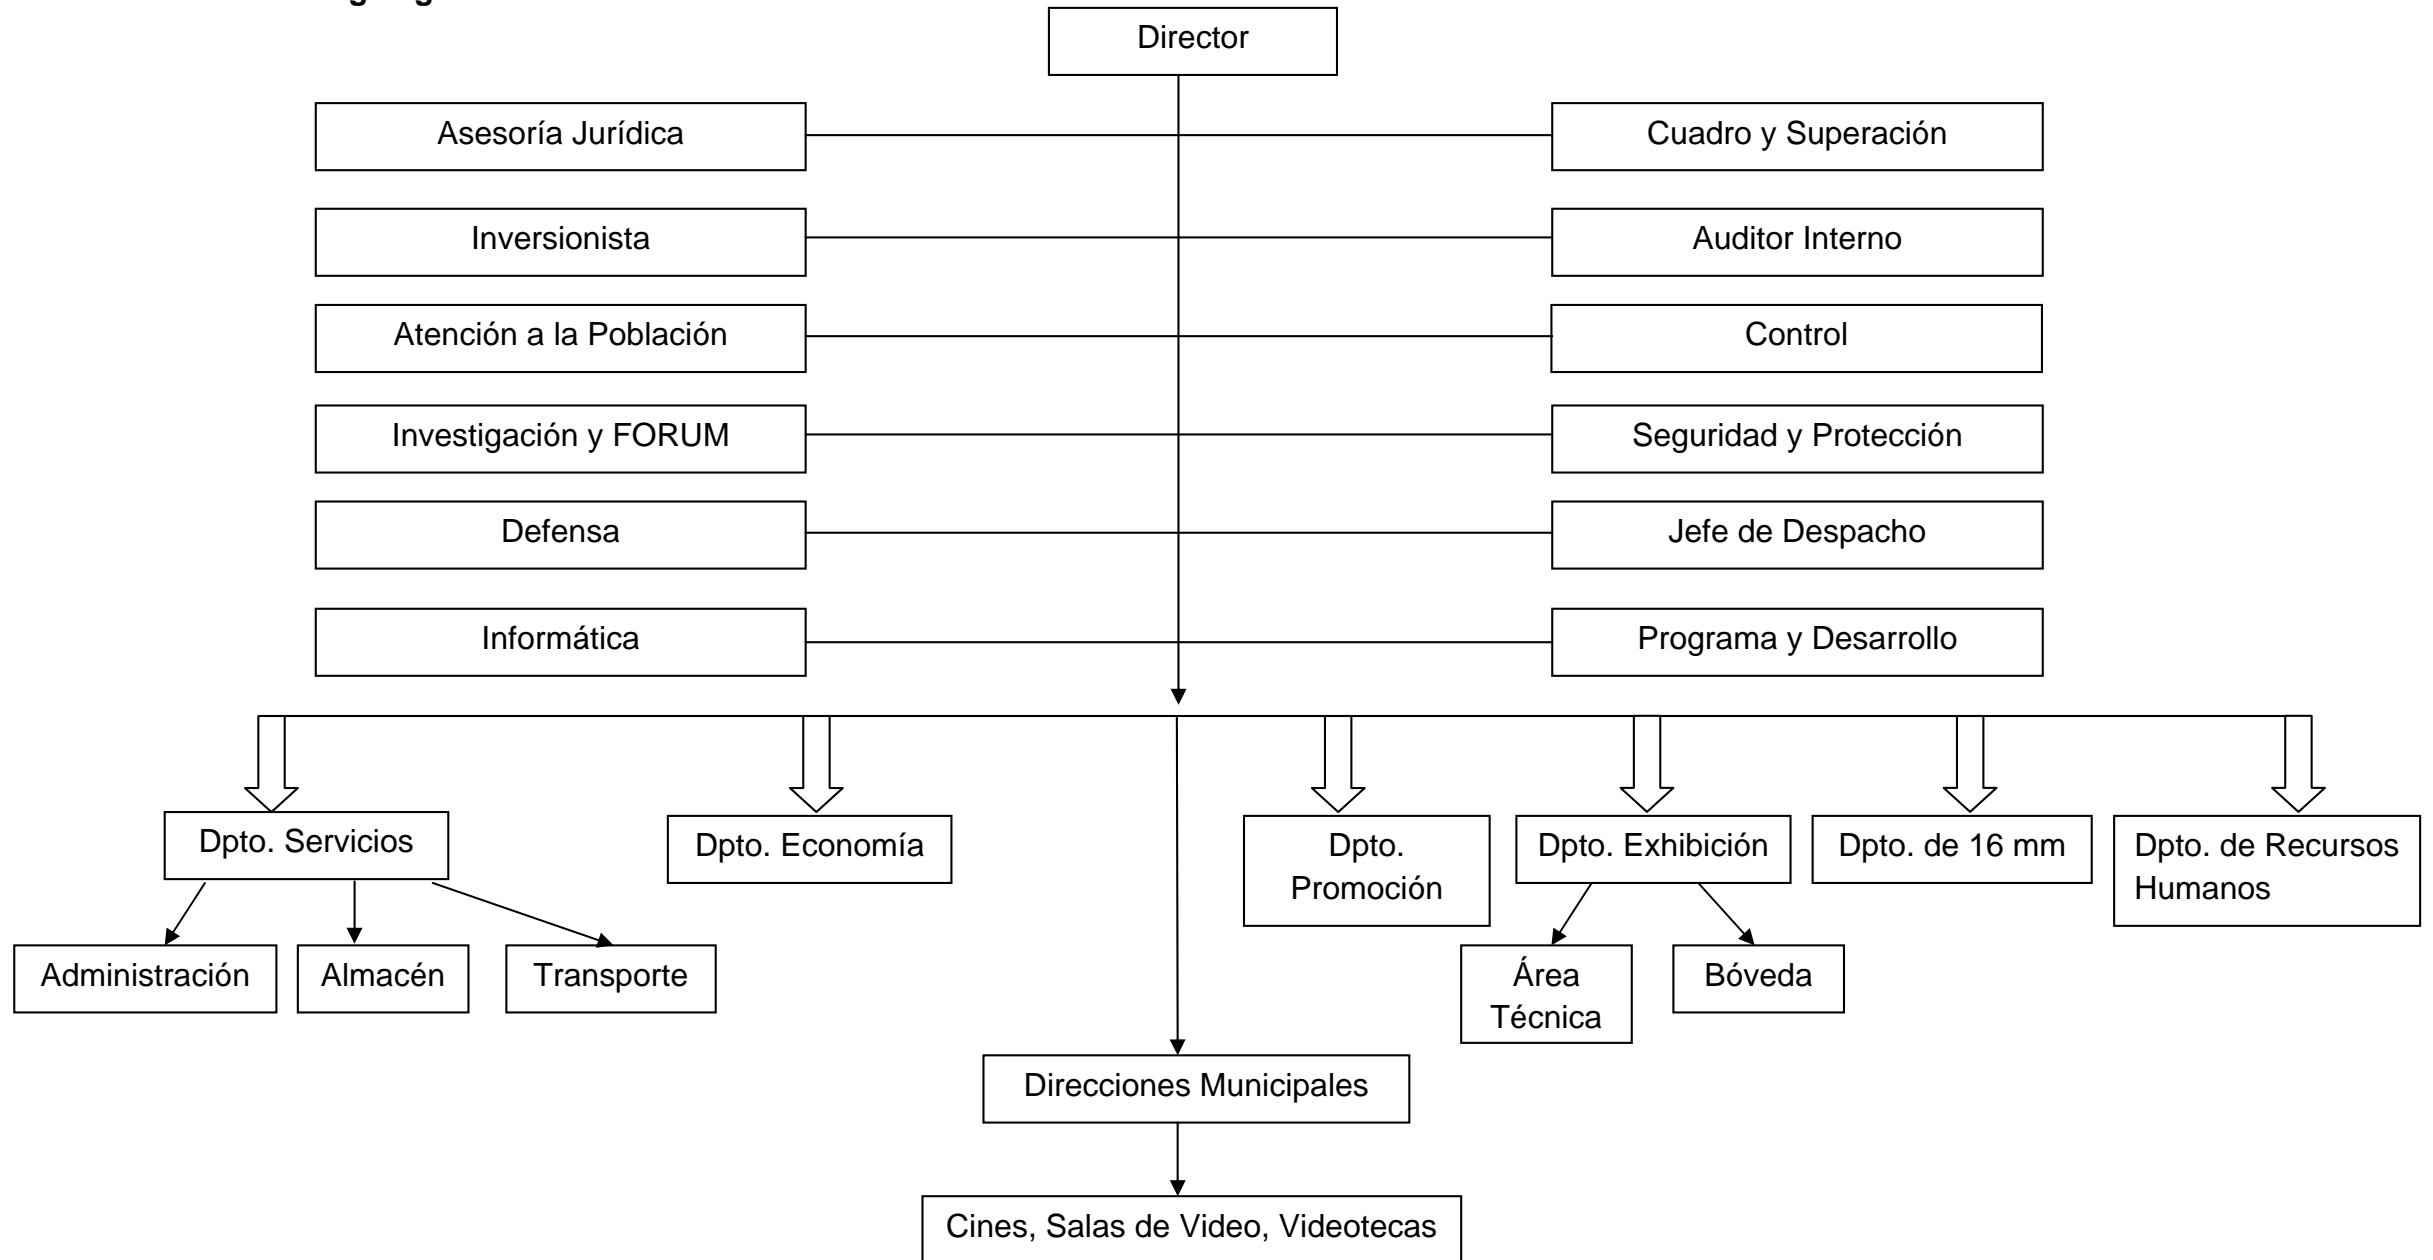 Director
Asesoría Jurídica
Cuadro y Superación
Inversionista
Auditor Interno
Atención a la Población
Control
Investigación y FORUM
Seguridad y Protección
Defensa
Jefe de Despacho
Informática
Programa y Desarrollo
Dpto. Servicios
Dpto. Economía
Dpto.
Promoción
Dpto. Exhibición
Dpto. de 16 mm
Dpto. de Recursos
Humanos
Administración
Almacén
Transporte
Área
Técnica
Bóveda
Direcciones Municipales
Cines, Salas de Video, Videotecas